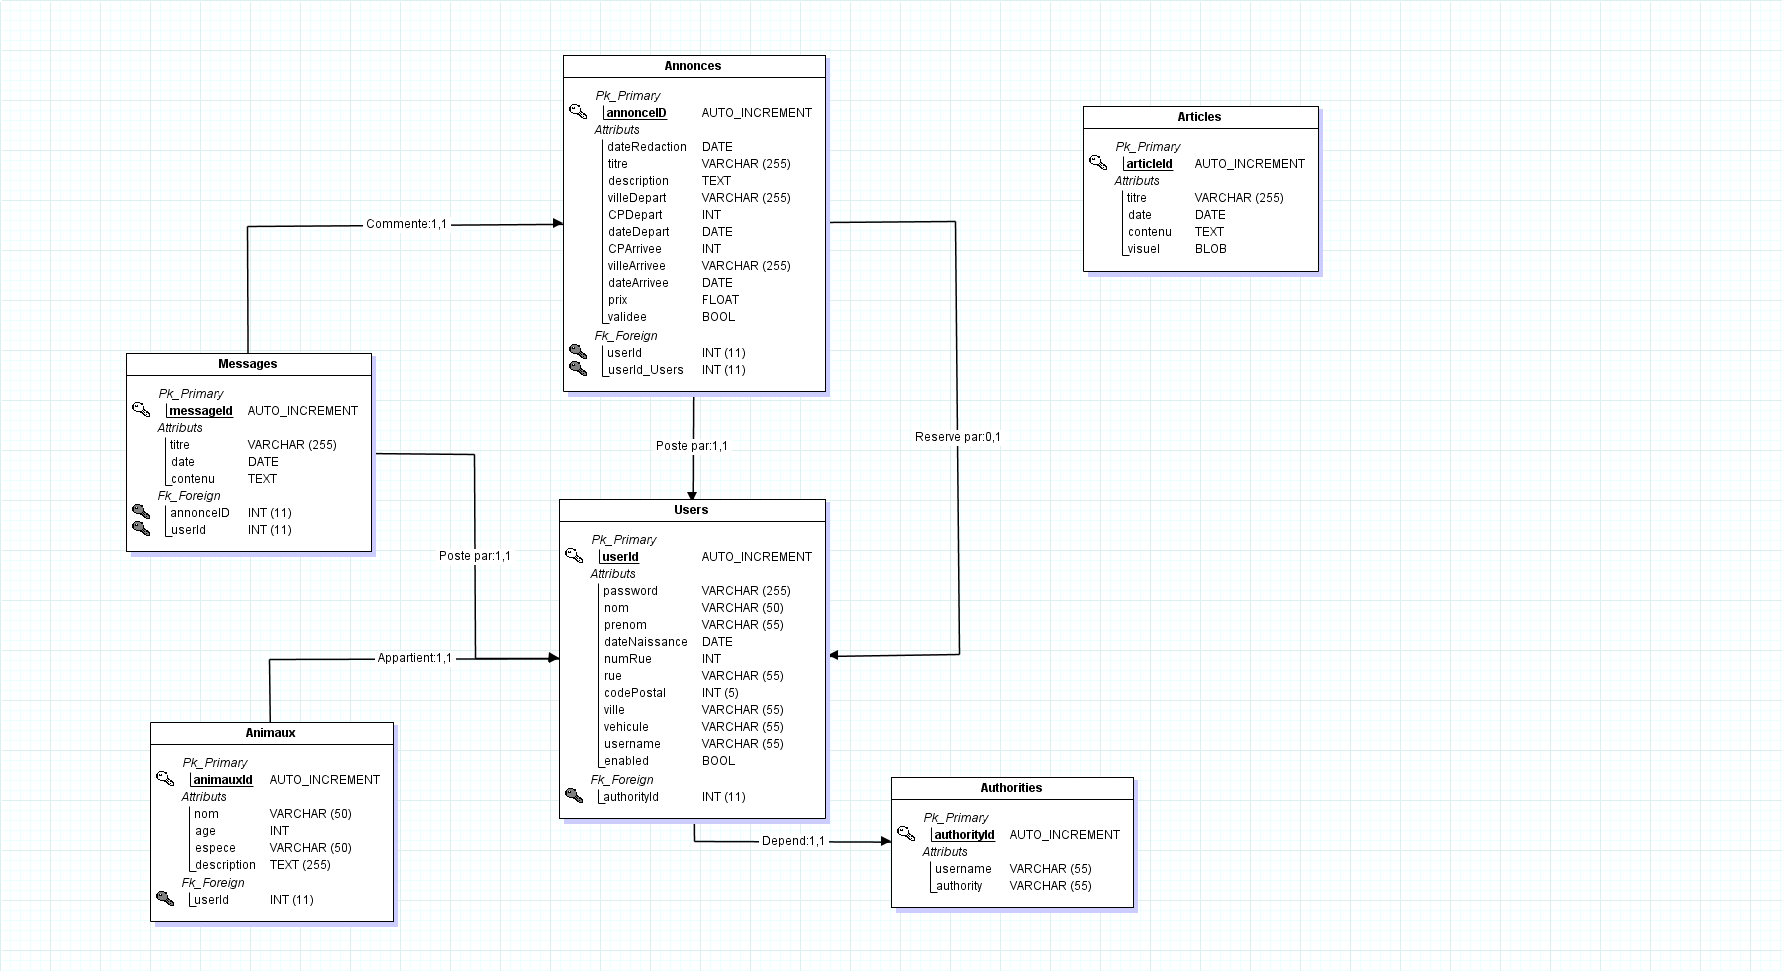 Annonces
Pk_Primary
annonceID AUTO_INCREMENT
Attributs
dateRedaction DATE
titre VARCHAR (255)
description TEXT
villeDepart VARCHAR (255)
CPDepart INT
dateDepart DATE
CPArrivee INT
villeArrivee VARCHAR (255)
dateArrivee DATE
prix FLOAT
validee BOOL
Fk_Foreign
userId INT (11)
userId_Users INT (11)
Articles
Pk_Primary
articleId AUTO_INCREMENT
Attributs
titre VARCHAR (255)
date DATE
contenu TEXT
visuel BLOB
Commente:1,1
Messages
Pk_Primary
messageId AUTO_INCREMENT
Attributs
titre VARCHAR (255)
date DATE
contenu TEXT
Fk_Foreign
annonceID INT (11)
userId INT (11)
Poste par:1,1
Reserve par:0,1
Poste par:1,1
Users
Pk_Primary
userId AUTO_INCREMENT
Attributs
password VARCHAR (255)
nom VARCHAR (50)
prenom VARCHAR (55)
dateNaissance DATE
numRue INT
rue VARCHAR (55)
codePostal INT (5)
ville VARCHAR (55)
vehicule VARCHAR (55)
username VARCHAR (55)
enabled BOOL
Fk_Foreign
authorityId INT (11)
Appartient:1,1
Animaux
Pk_Primary
animauxId AUTO_INCREMENT
Attributs
nom VARCHAR (50)
age INT
espece VARCHAR (50)
description TEXT (255)
Fk_Foreign
userId INT (11)
Depend:1,1
Authorities
Pk_Primary
authorityId AUTO_INCREMENT
Attributs
username VARCHAR (55)
authority VARCHAR (55)